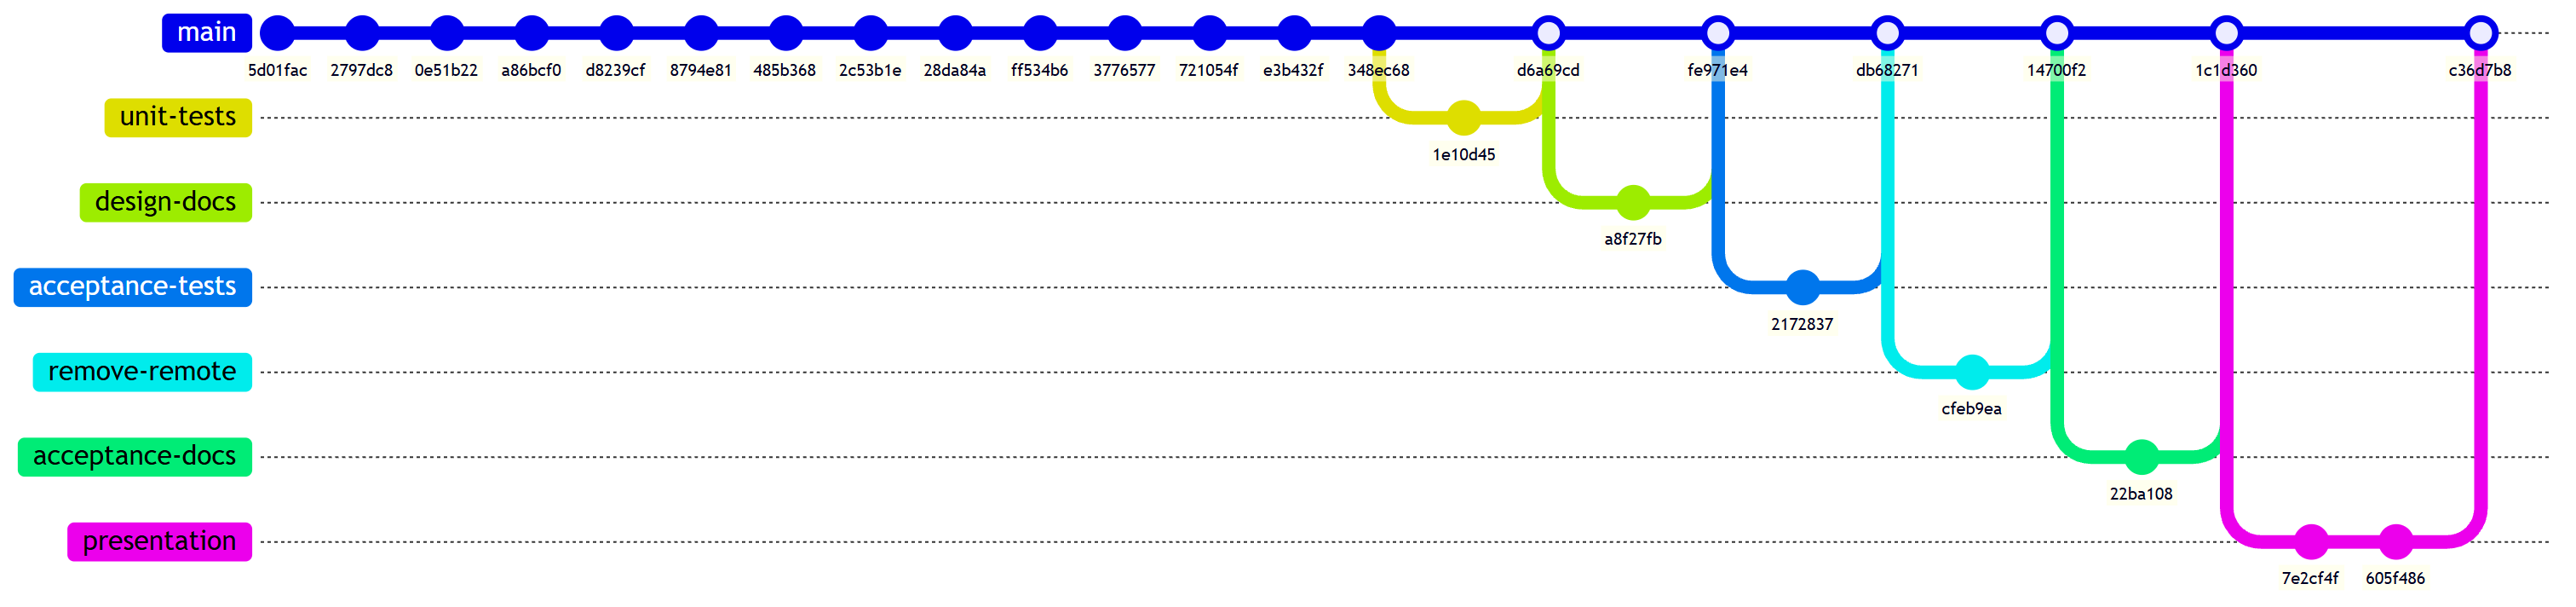 main
5d01fac 2797dc8 0e51b22 a86bcf0 d8239cf 8794e81 485b368 2c53b1e 28da84a ff534b6 3776577 721054f e3b432f 348ec68 d6a69cd fe971e4 db68271 14700f2 1c1d360 c36d7b8
unit-tests
1e10d45
design-docs
a8f27fb
acceptance-tests
2172837
remove-remote
cfeb9ea
acceptance-docs
22ba108
presentation
7e2cf4f 605f486